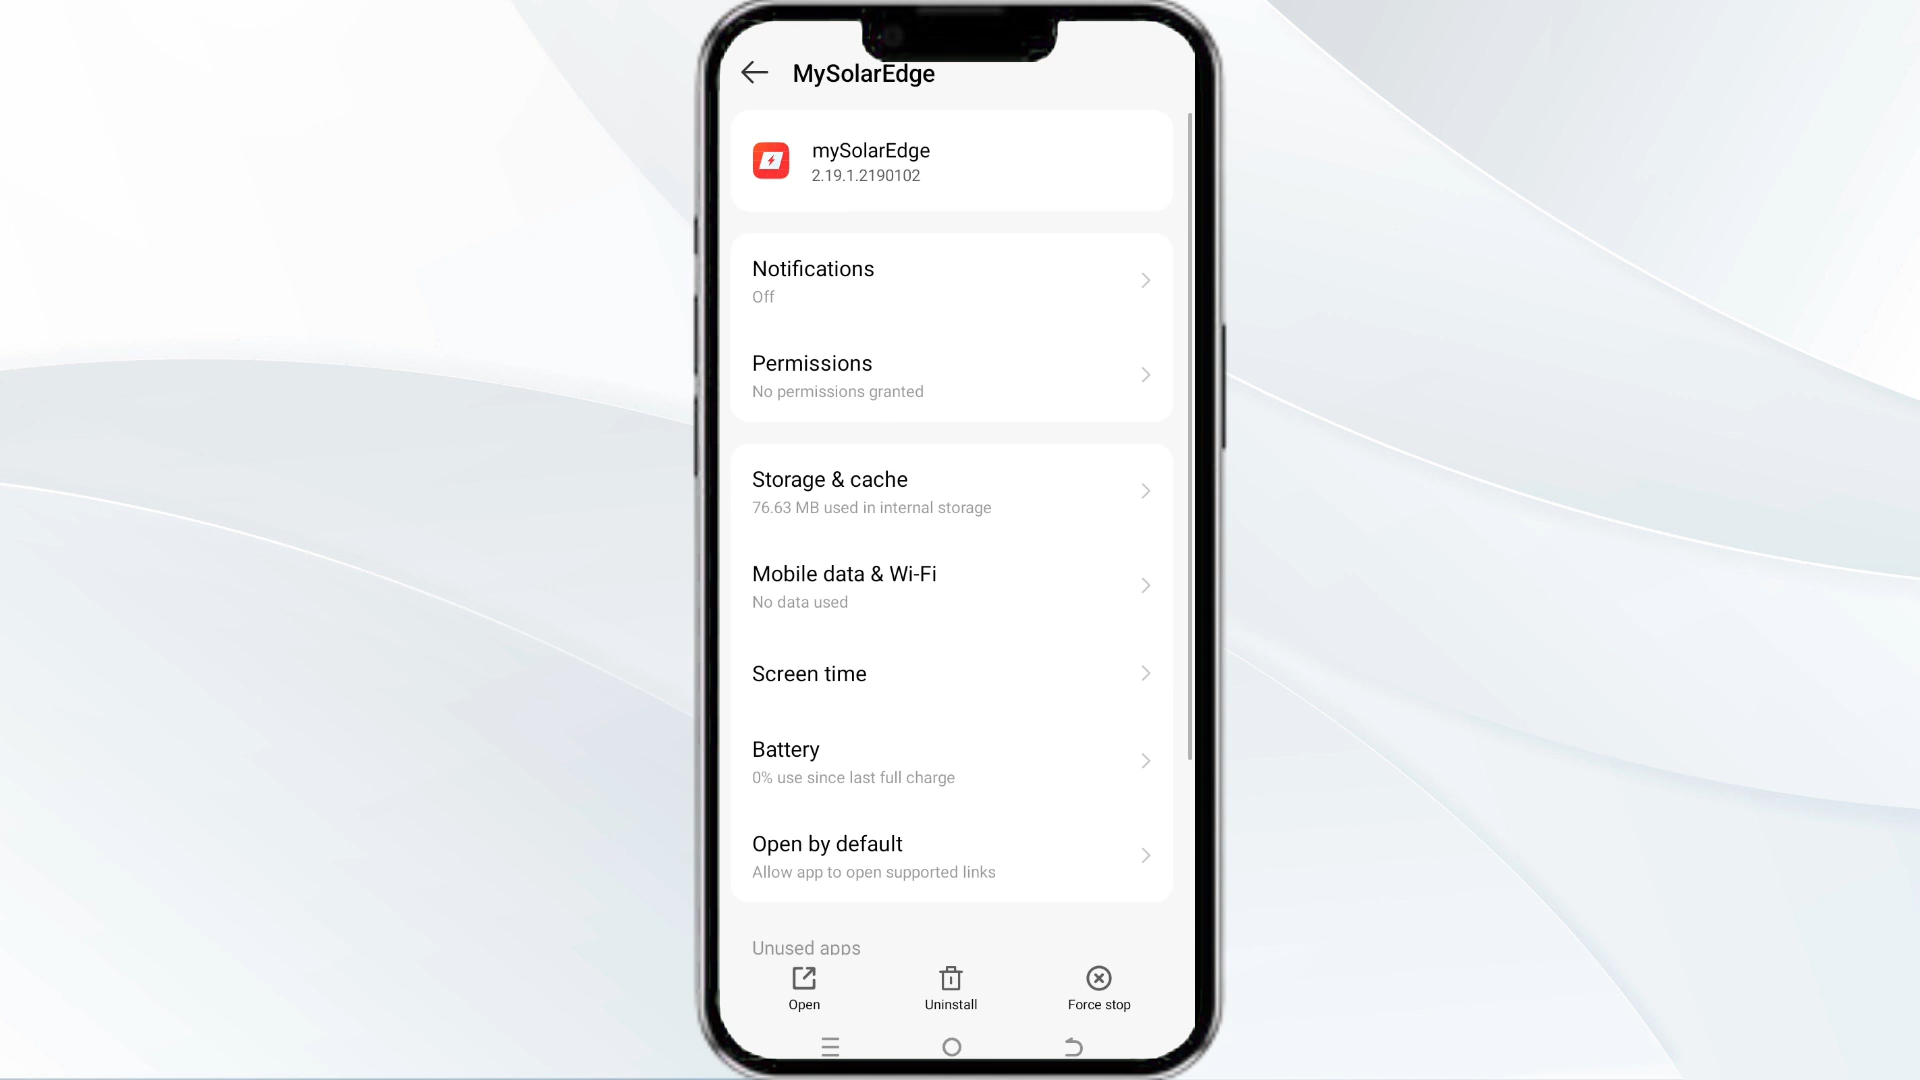 MySolarEdge
mySolarEdge
2.19.1.2190102
Notifications
Off
Permissions
No permissions granted
Storage & cache
76.63 MB used in internal storage
Mobile data & Wi-Fi
No data used
Screen time
Battery
0% use since last full charge
Open by default
Allow app to open supported links
Unused apps
Open
Uninstall
Force stop